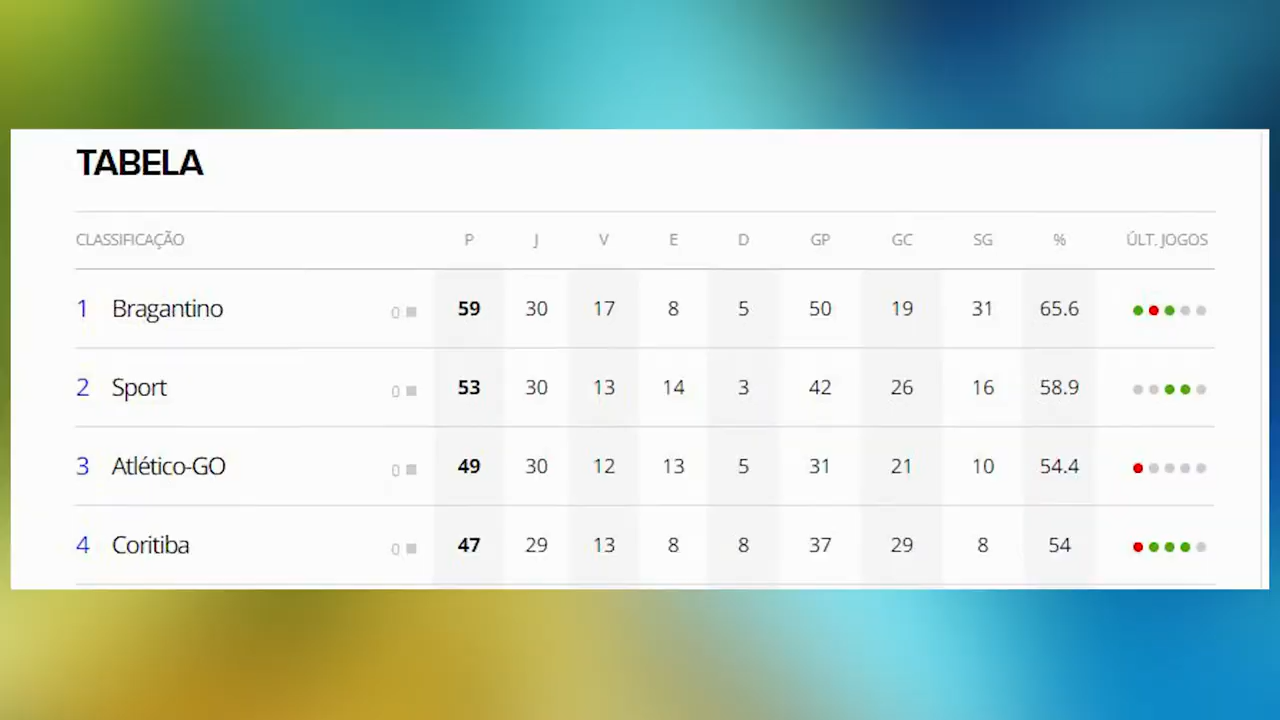 TABELA
CLASSIFICAÇÃO P J V E D GP GC SG % ÚLT. JOGOS
1 Bragantino 0 59 30 17 8 5 50 19 31 65.6
2 Sport 0 53 30 13 14 3 42 26 16 58.9
3 Atlético-GO 0 49 30 12 13 5 31 21 10 54.4
4 Coritiba 0 47 29 13 8 8 37 29 8 54